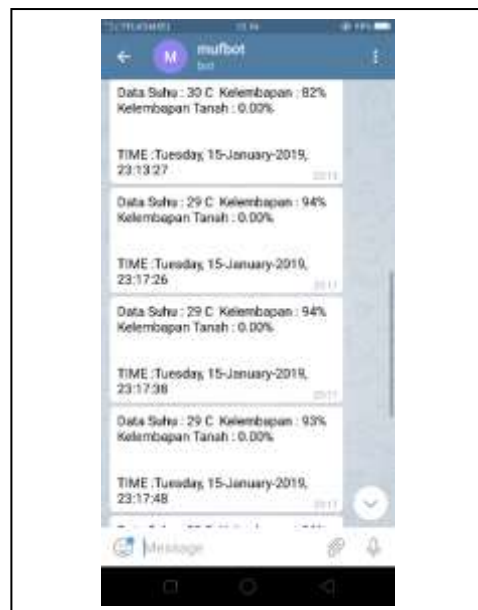 mufbot
bot
Data Suhu : 30 C Kelembapan : 82%
Kelembapan Tanah : 0.00%
TIME :Tuesday, 15-January-2019,
23:13:27
Data Suhu : 29 C Kelembapan : 94%
Kelembapan Tanah : 0.00%
TIME :Tuesday, 15-January-2019,
23:17:26
Data Suhu : 29 C Kelembapan : 94%
Kelembapan Tanah : 0.00%
TIME :Tuesday, 15-January-2019,
23:17:38
Data Suhu : 29 C Kelembapan : 93%
Kelembapan Tanah : 0.00%
TIME :Tuesday, 15-January-2019,
23:17:48
Message